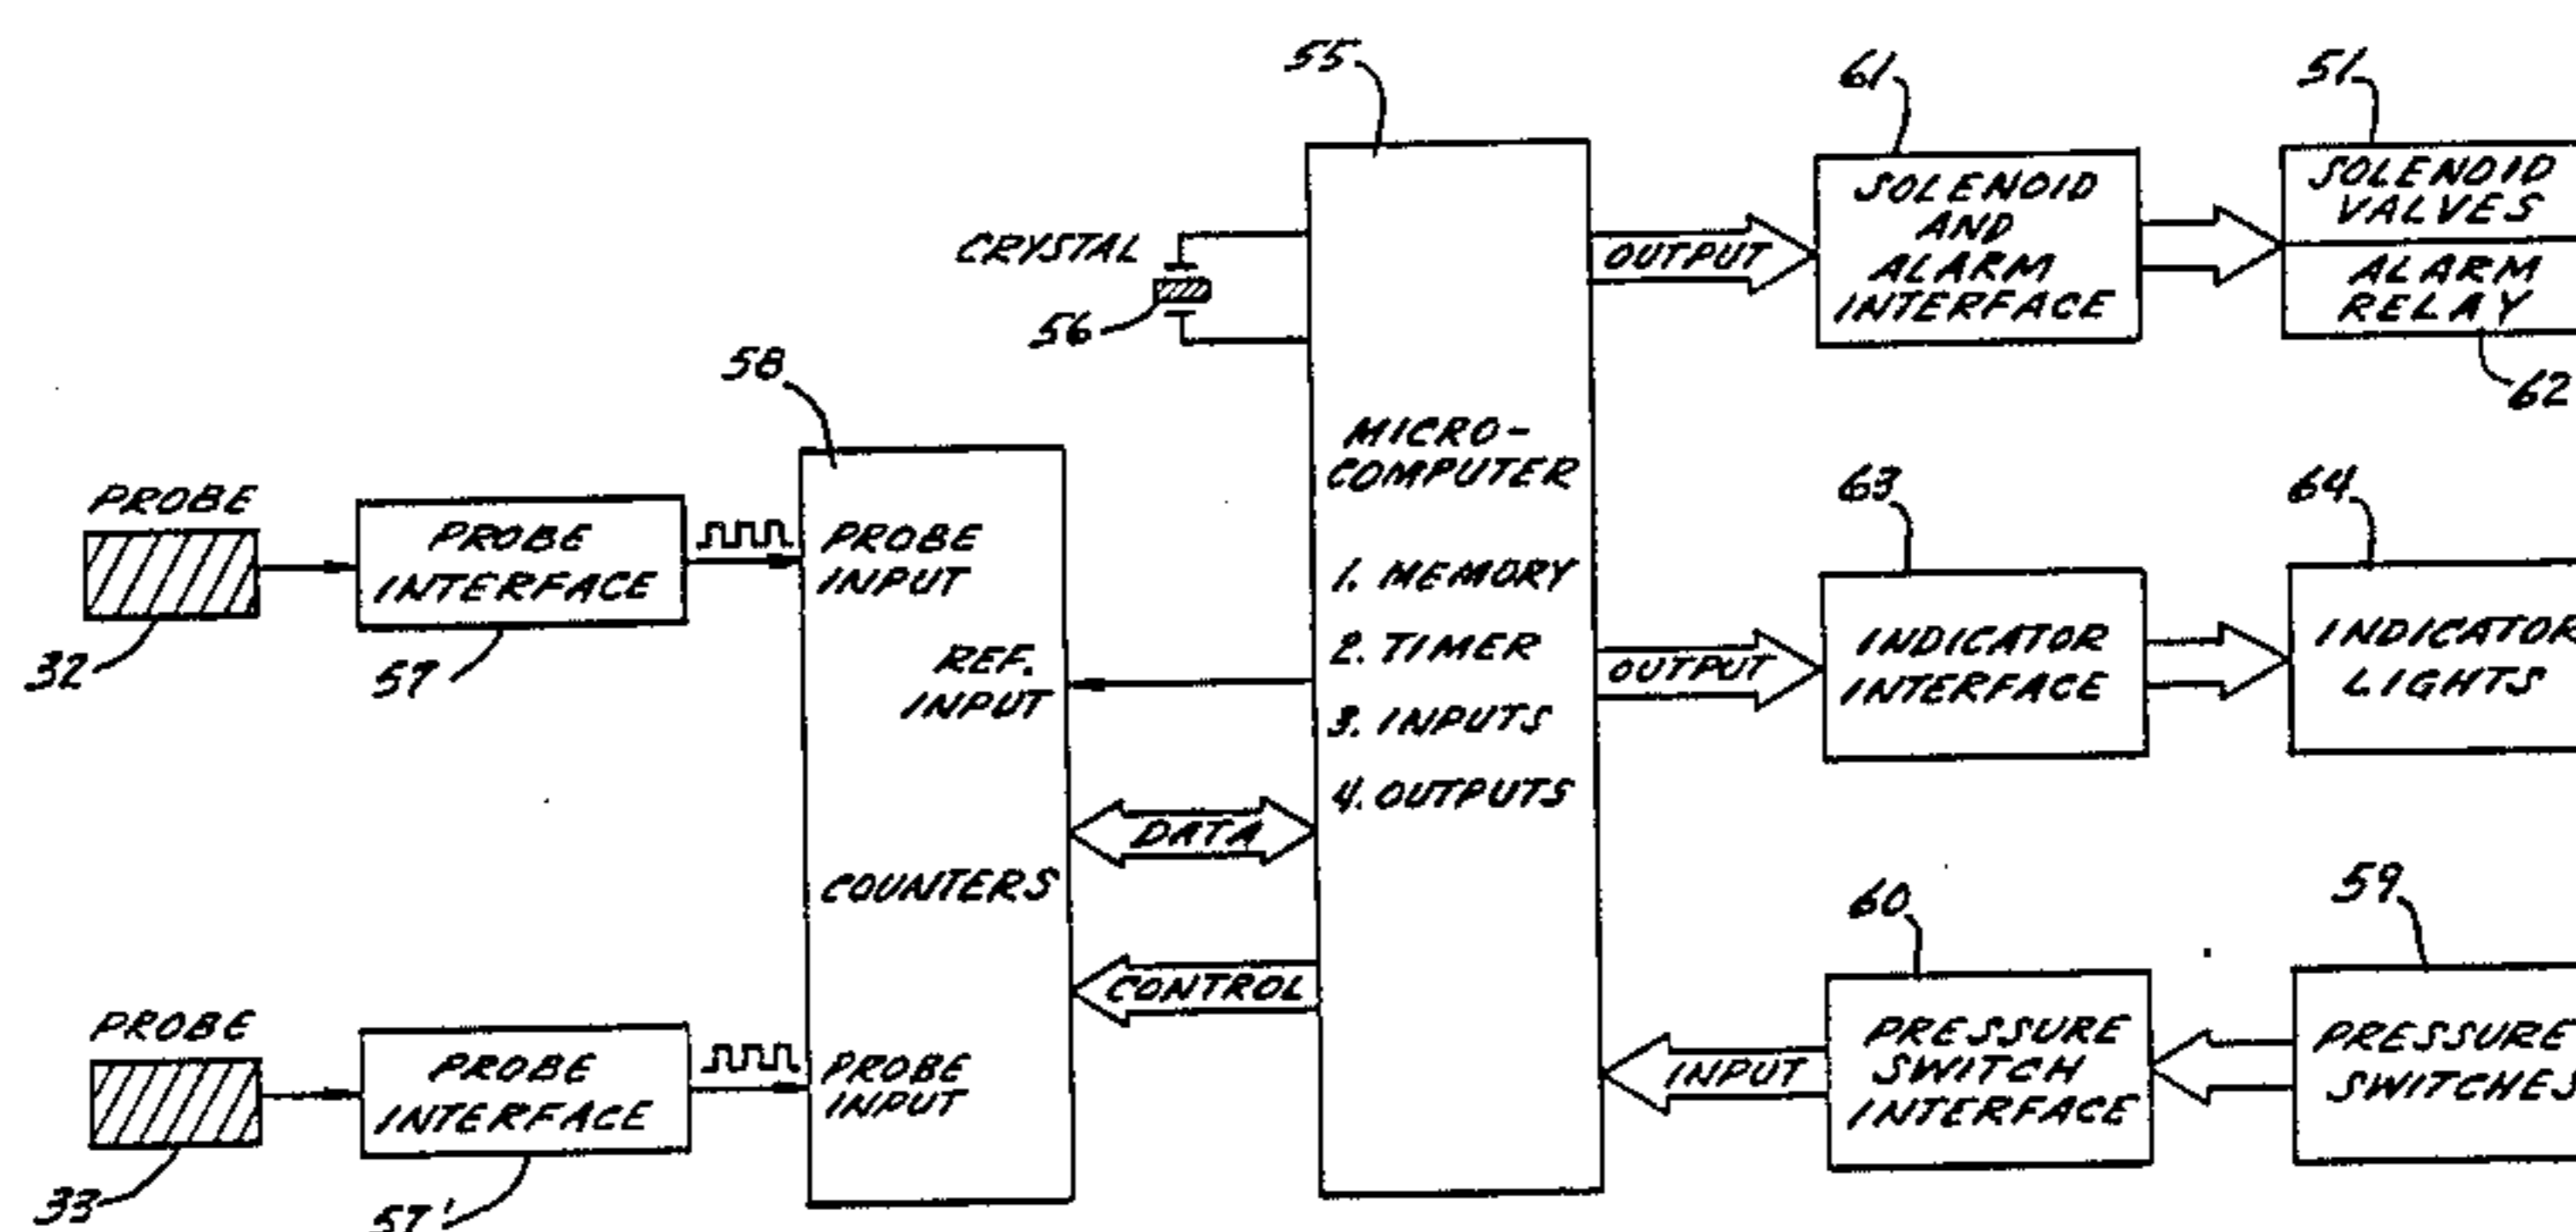 55
61
51
SOLENOID
VALVES
SOLENOID
AND
ALARM
INTERFACE
OUTPUT
ALARM
RELAY
62
CRYSTAL
56
58
MICRO-
COMPUTER
1. MEMORY
2. TIMER
3. INPUTS
4. OUTPUTS
PROBE
32
PROBE
INTERFACE
57
PROBE
INPUT
REF.
INPUT
DATA
COUNTERS
CONTROL
63
64
OUTPUT
INDICATOR
INTERFACE
INDICATOR
LIGHTS
60
59
INPUT
PRESSURE
SWITCH
INTERFACE
PRESSURE
SWITCHES
PROBE
33
PROBE
INTERFACE
57'
PROBE
INPUT